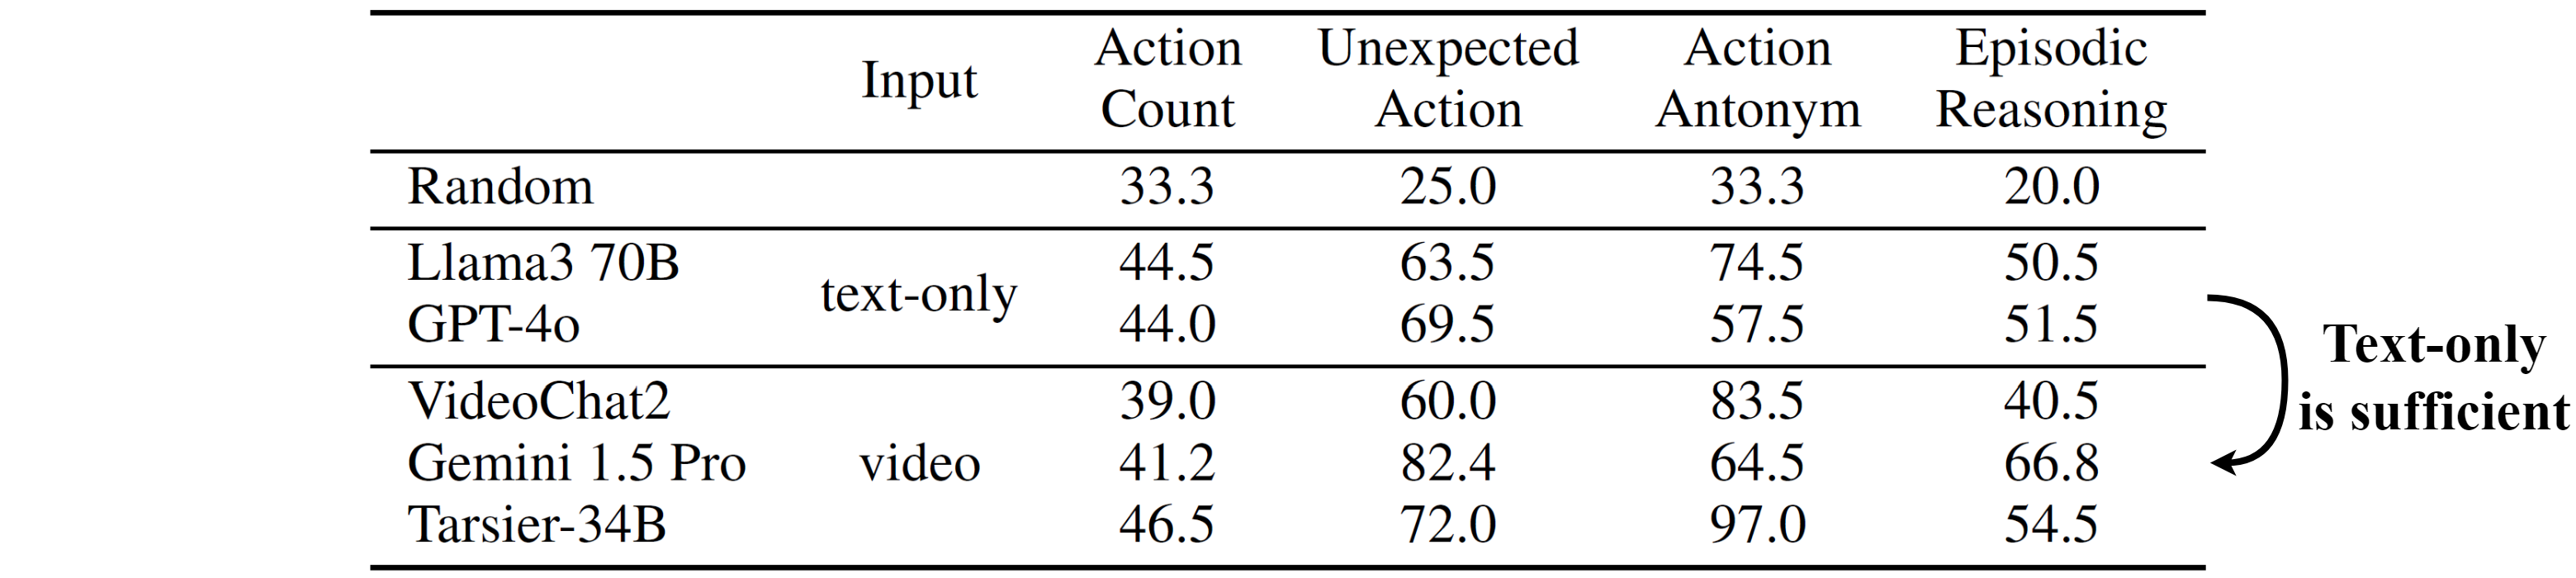 Input Action Count Unexpected Action Action Antonym Episodic Reasoning
Random 33.3 25.0 33.3 20.0
Llama3 70B text-only 44.5 63.5 74.5 50.5
GPT-4o 44.0 69.5 57.5 51.5
VideoChat2 39.0 60.0 83.5 40.5
Gemini 1.5 Pro video 41.2 82.4 64.5 66.8
Tarsier-34B 46.5 72.0 97.0 54.5
Text-only
is sufficient